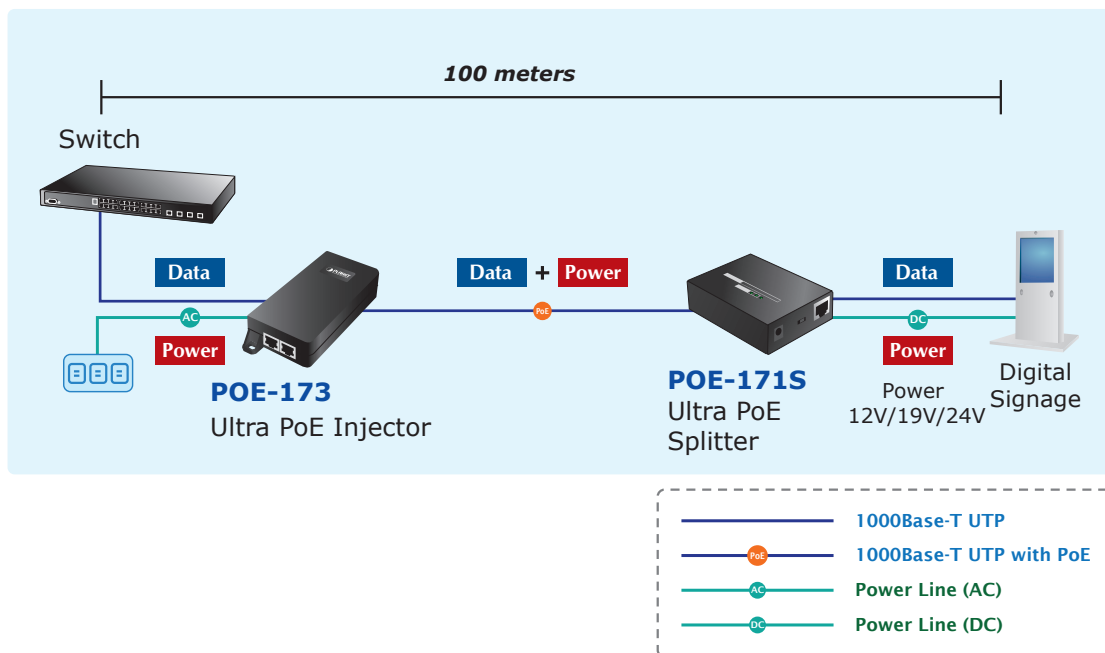 100 meters
Switch
Data
Data + Power
Data
AC
PoE
DC
Power
Power
PLANET
POE-173
Ultra PoE Injector
POE-171S
Ultra PoE
Splitter
Power
12V/19V/24V
Digital
Signage
1000Base-T UTP
PoE
1000Base-T UTP with PoE
AC
Power Line (AC)
DC
Power Line (DC)